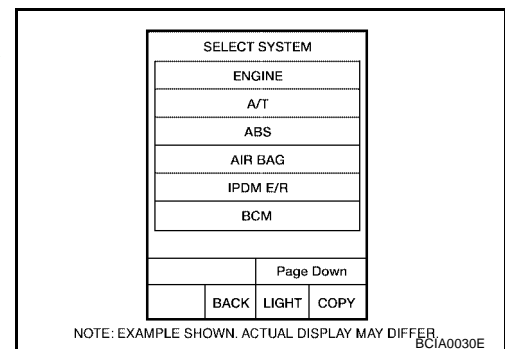 SELECT SYSTEM
ENGINE
A/T
ABS
AIR BAG
IPDM E/R
BCM
Page Down
BACK LIGHT COPY
NOTE: EXAMPLE SHOWN. ACTUAL DISPLAY MAY DIFFER.
BCIA0030E